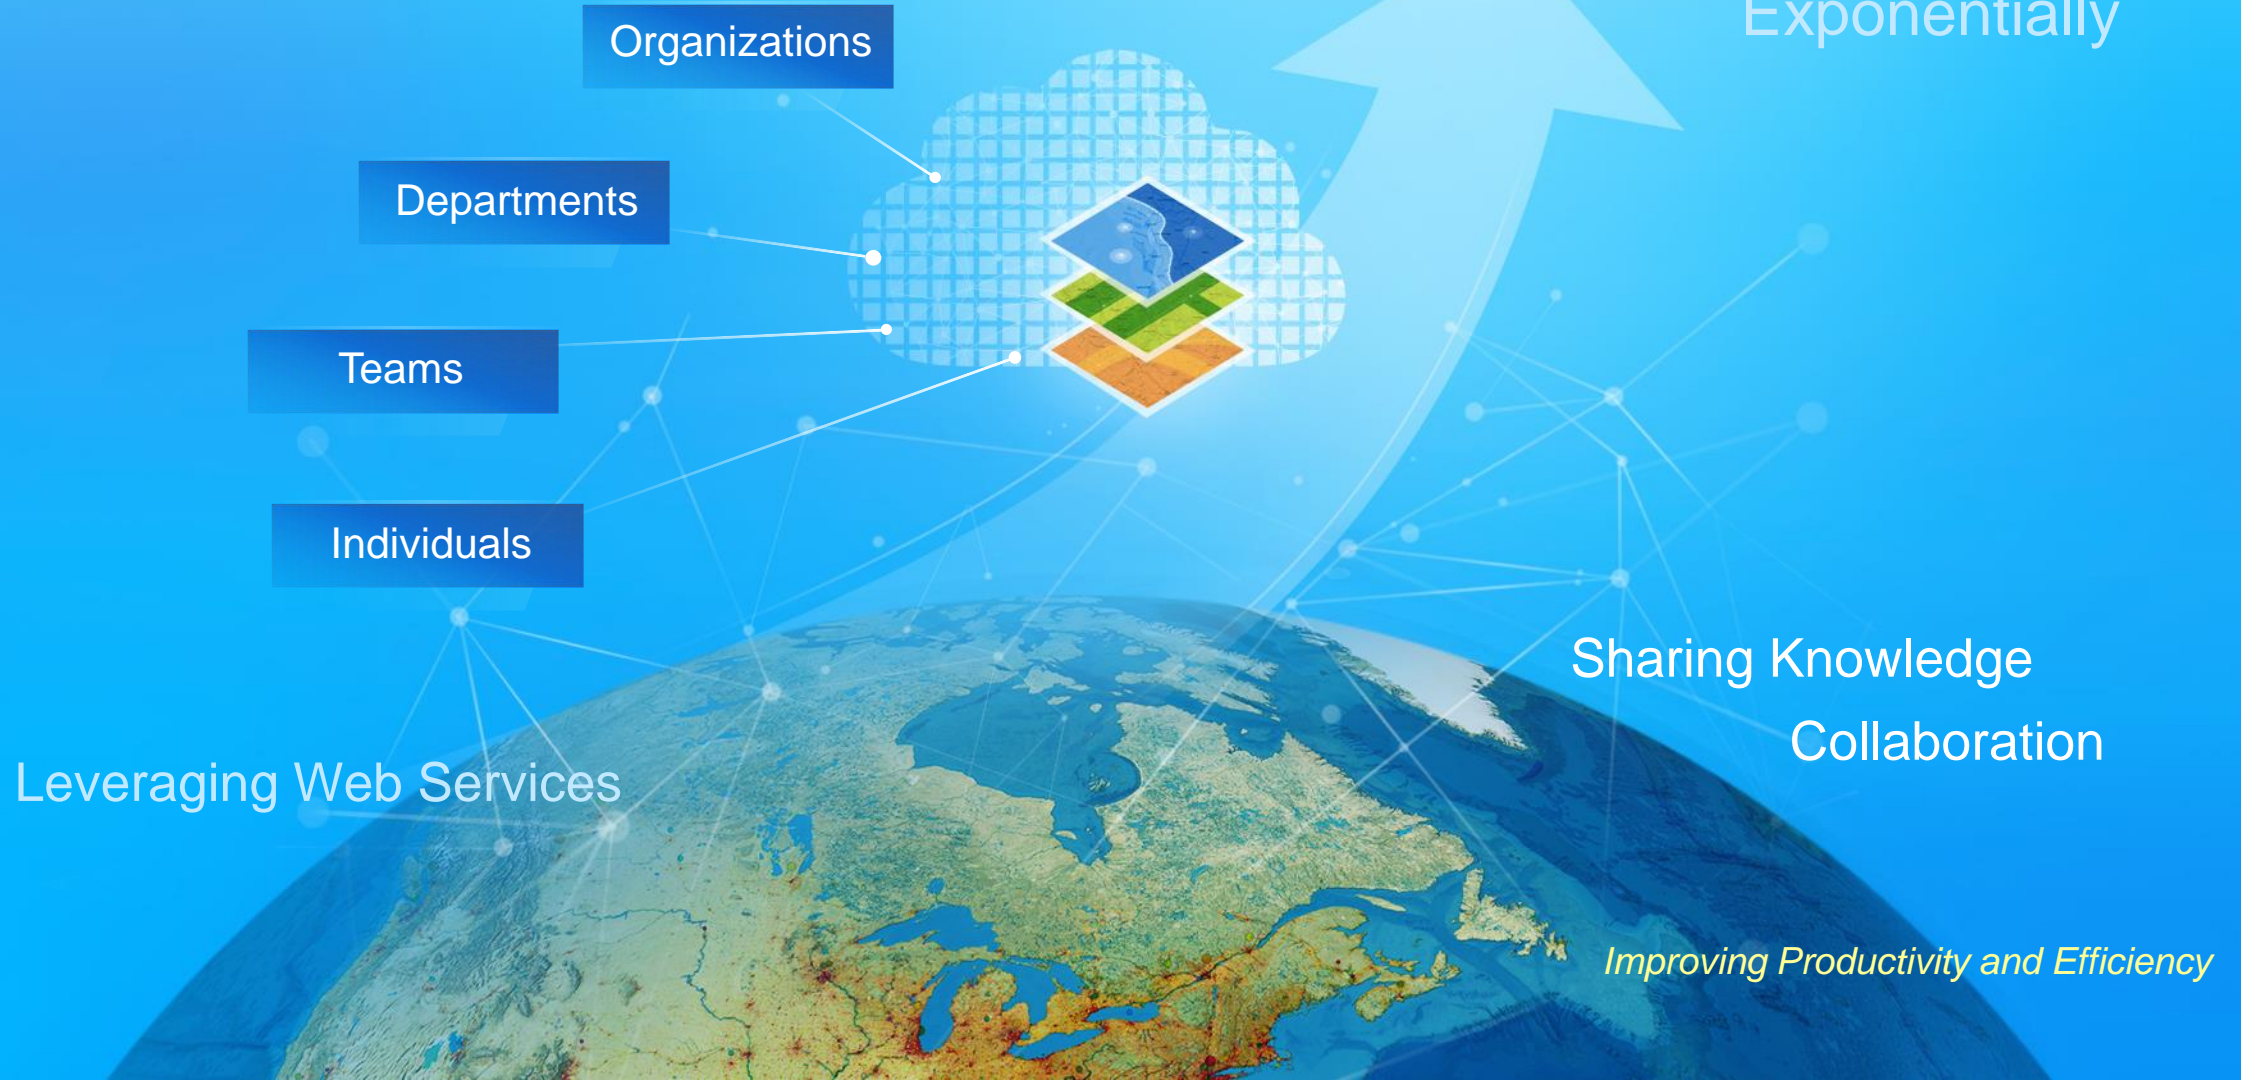 Exponentially
Organizations
Departments
Teams
Individuals
Sharing Knowledge
Collaboration
Leveraging Web Services
Improving Productivity and Efficiency